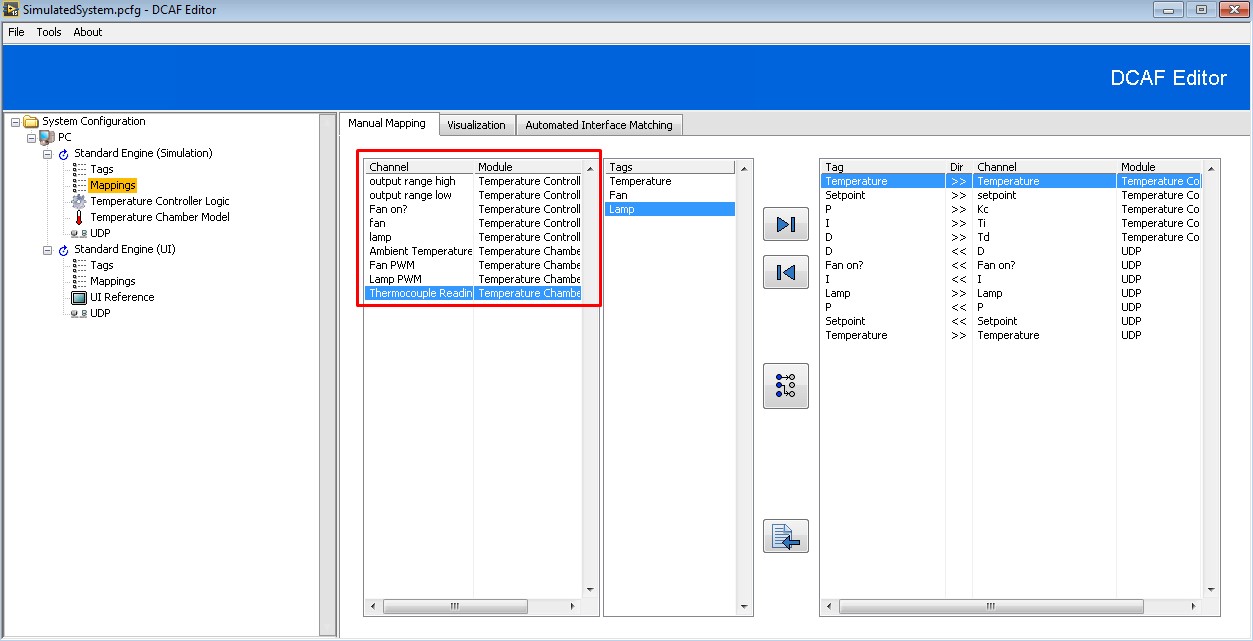 SimulatedSystem.pcfg - DCAF Editor
File Tools About
DCAF Editor
System Configuration
PC
Standard Engine (Simulation)
Tags
Mappings
Temperature Controller Logic
Temperature Chamber Model
UDP
Standard Engine (UI)
Tags
Mappings
UI Reference
UDP
Manual Mapping Visualization Automated Interface Matching
Channel Module
output range high Temperature Controll
output range low Temperature Controll
Fan on? Temperature Controll
fan Temperature Controll
lamp Temperature Controll
Ambient Temperature Temperature Chambe
Fan PWM Temperature Chambe
Lamp PWM Temperature Chambe
Thermocouple Readin Temperature Chambe
Tags
Temperature
Fan
Lamp
Tag Dir Channel Module
Temperature >> Temperature Temperature Co
Setpoint >> setpoint Temperature Co
P >> Kc Temperature Co
I >> Ti Temperature Co
D >> Td Temperature Co
D << D UDP
Fan on? << Fan on? UDP
I << I UDP
Lamp >> Lamp UDP
P << P UDP
Setpoint << Setpoint UDP
Temperature >> Temperature UDP